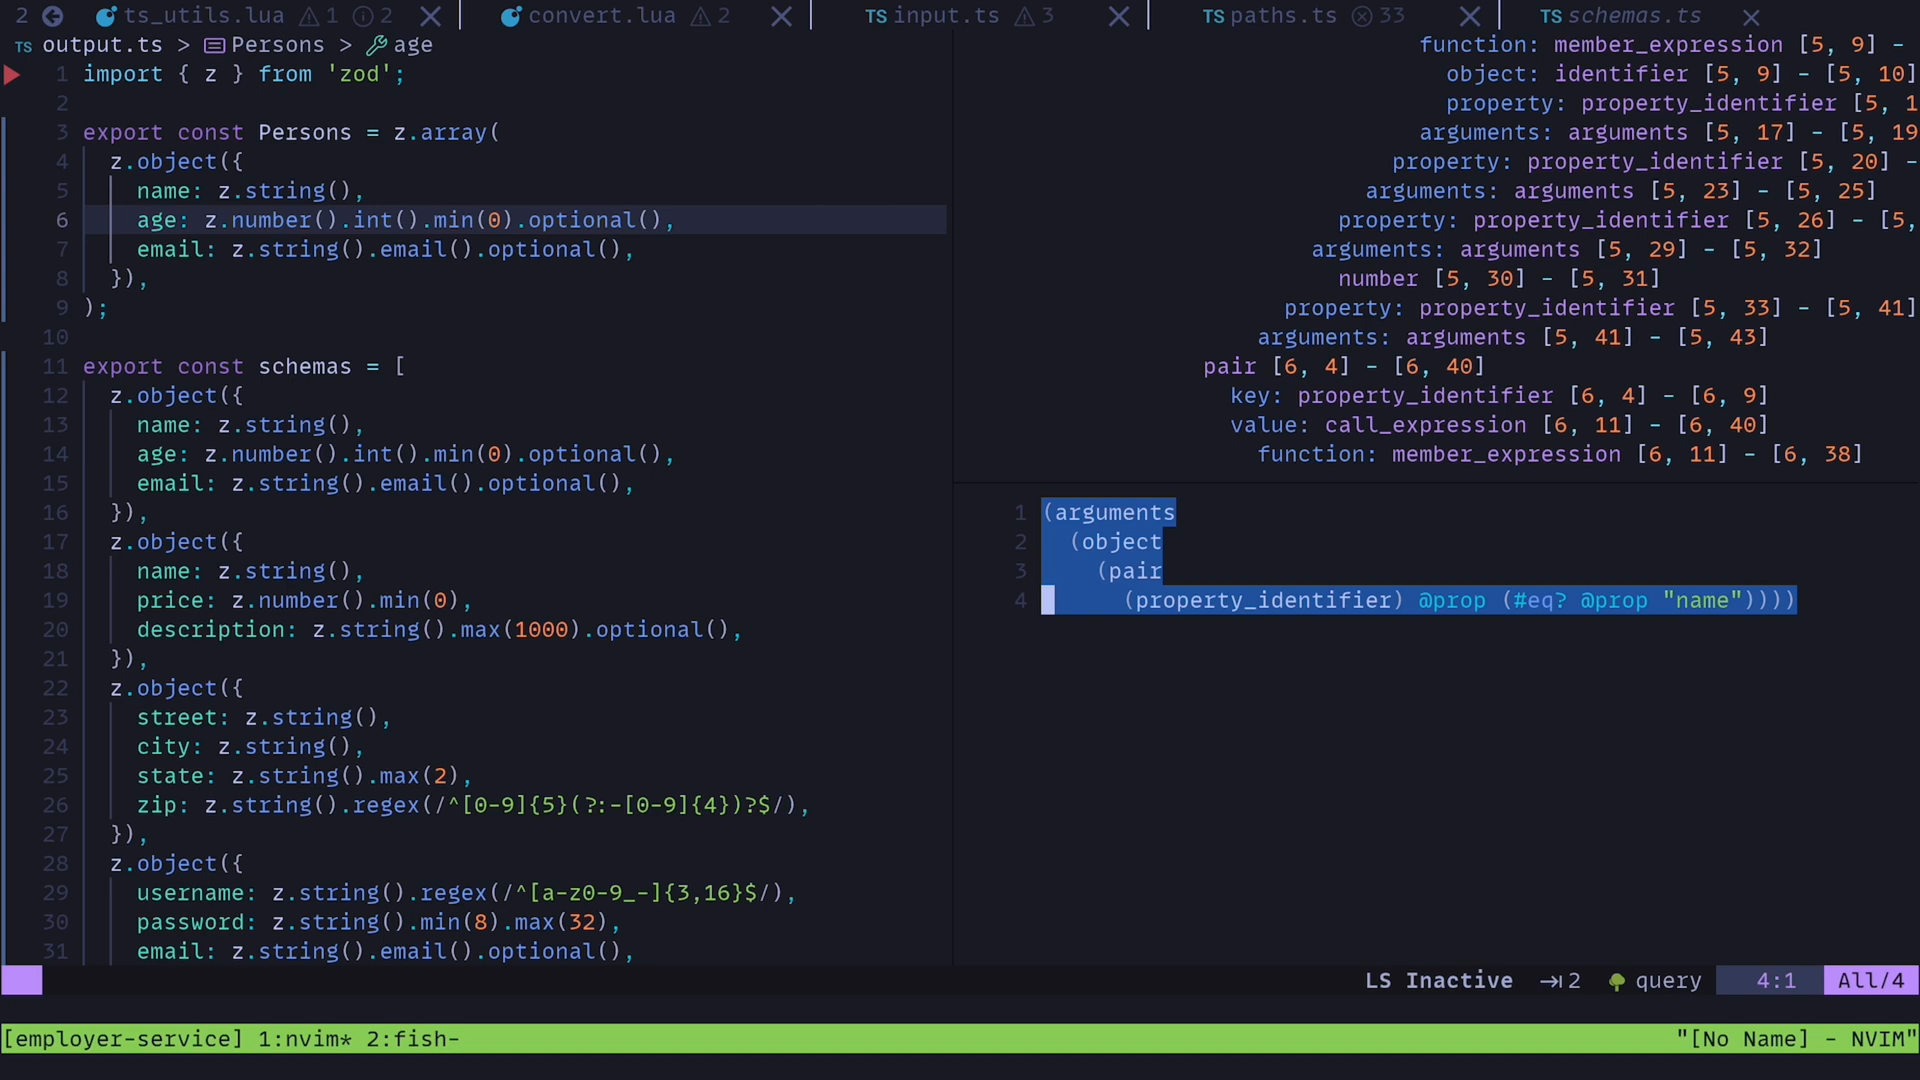 2 ts_utils.lua 1 2 convert.lua 2 TS input.ts 3 TS paths.ts 33 TS schemas.ts
TS output.ts > Persons > age
1 import { z } from 'zod';
2
3 export const Persons = z.array(
4 z.object({
5 name: z.string(),
6 age: z.number().int().min(0).optional(),
7 email: z.string().email().optional(),
8 }),
9 );
10
11 export const schemas = [
12 z.object({
13 name: z.string(),
14 age: z.number().int().min(0).optional(),
15 email: z.string().email().optional(),
16 }),
17 z.object({
18 name: z.string(),
19 price: z.number().min(0),
20 description: z.string().max(1000).optional(),
21 }),
22 z.object({
23 street: z.string(),
24 city: z.string(),
25 state: z.string().max(2),
26 zip: z.string().regex(/^[0-9]{5}(?:-[0-9]{4})?$/),
27 }),
28 z.object({
29 username: z.string().regex(/^[a-z0-9_-]{3,16}$/),
30 password: z.string().min(8).max(32),
31 email: z.string().email().optional(),
function: member_expression [5, 9] -
object: identifier [5, 9] - [5, 10]
property: property_identifier [5, 1
arguments: arguments [5, 17] - [5, 19
property: property_identifier [5, 20] -
arguments: arguments [5, 23] - [5, 25]
property: property_identifier [5, 26] - [5,
arguments: arguments [5, 29] - [5, 32]
number [5, 30] - [5, 31]
property: property_identifier [5, 33] - [5, 41]
arguments: arguments [5, 41] - [5, 43]
pair [6, 4] - [6, 40]
key: property_identifier [6, 4] - [6, 9]
value: call_expression [6, 11] - [6, 40]
function: member_expression [6, 11] - [6, 38]
1 (arguments
2 (object
3 (pair
4 (property_identifier) @prop (#eq? @prop "name"))))
LS Inactive 2 query 4:1 All/4
[employer-service] 1:nvim* 2:fish- "[No Name] - NVIM"